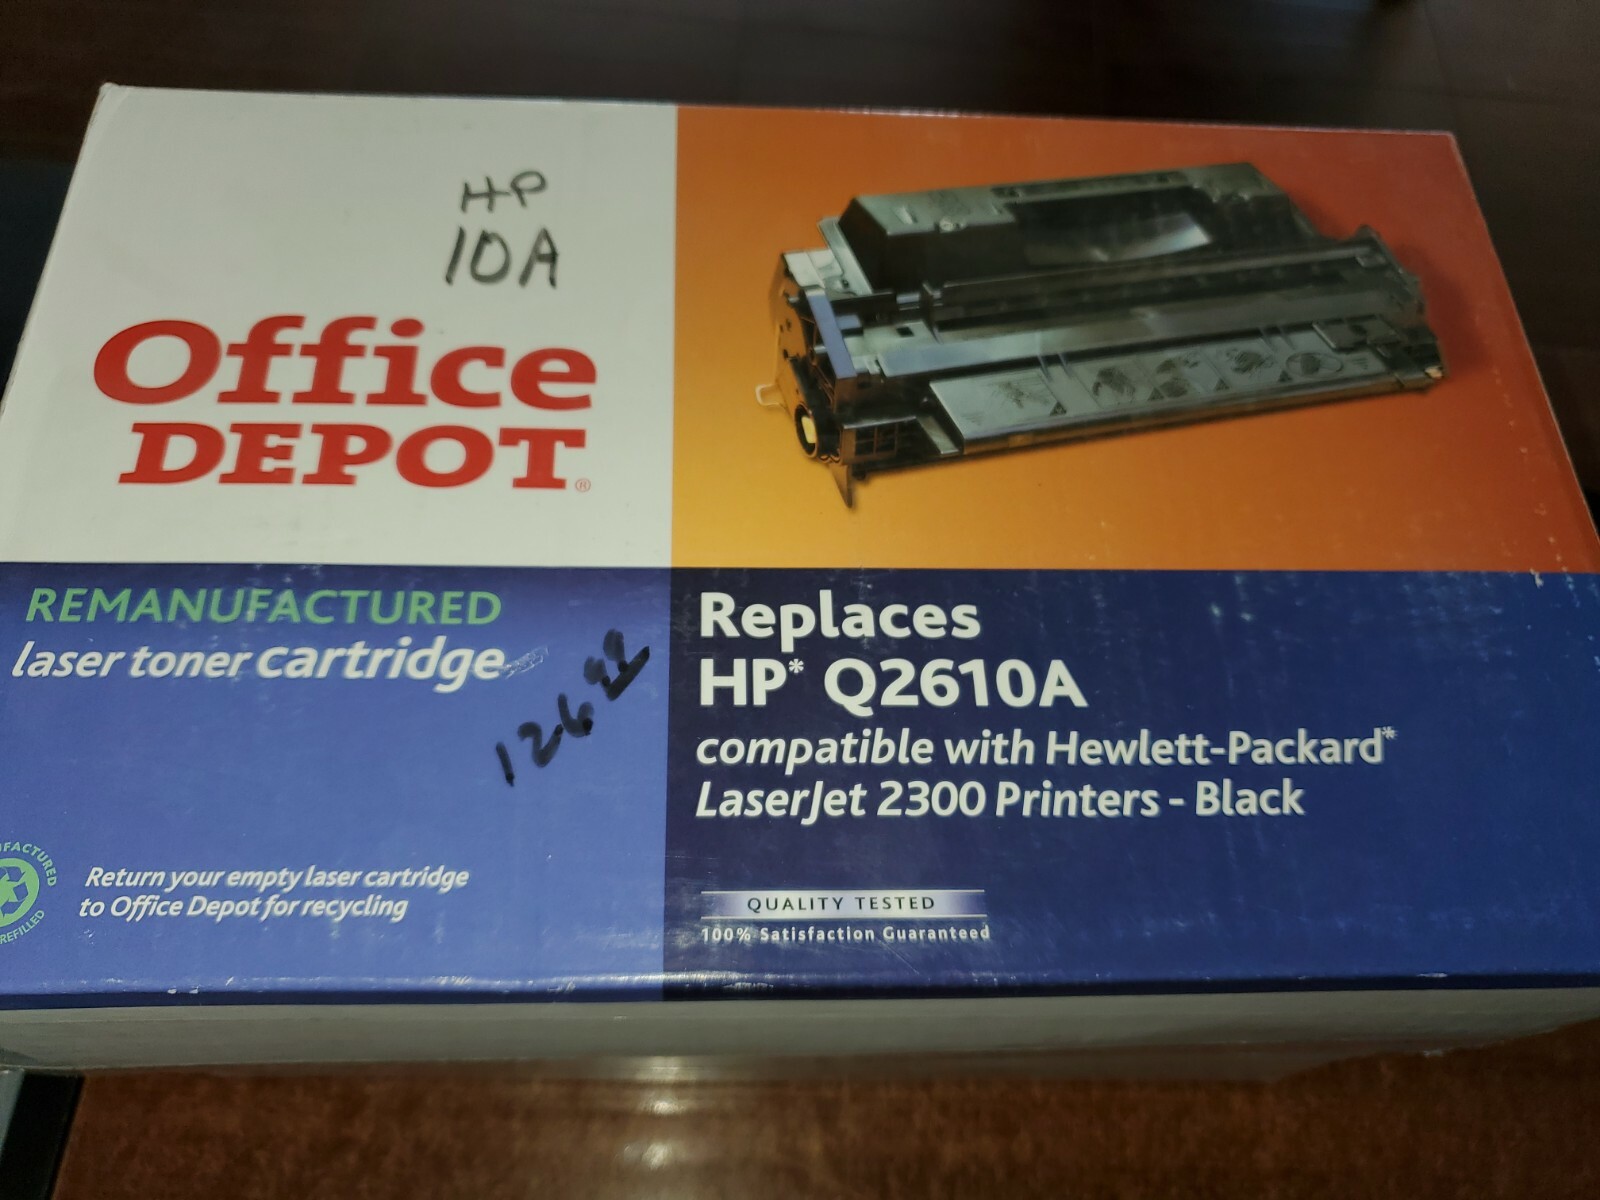 HP
10A
Office
DEPOT®
REMANUFACTURED
laser toner cartridge
Replaces
HP* Q2610A
compatible with Hewlett-Packard*
LaserJet 2300 Printers - Black
Return your empty laser cartridge
to Office Depot for recycling
QUALITY TESTED
100% Satisfaction Guaranteed